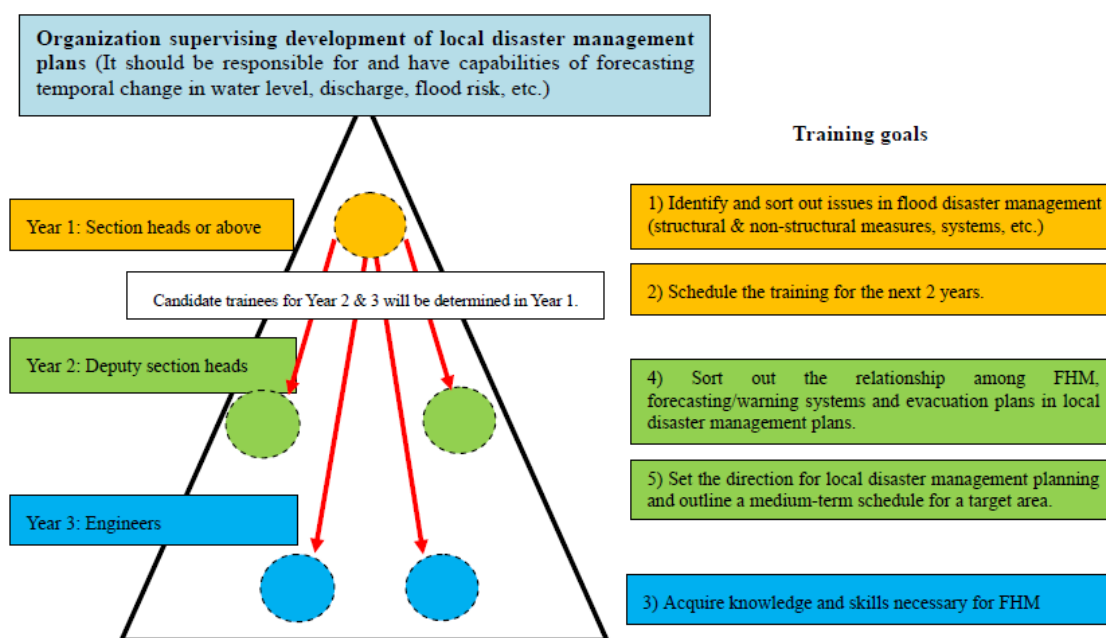 Organization supervising development of local disaster management
plans (It should be responsible for and have capabilities of forecasting
temporal change in water level, discharge, flood risk, etc.)
Training goals
Year 1: Section heads or above
1) Identify and sort out issues in flood disaster management
(structural & non-structural measures, systems, etc.)
Candidate trainees for Year 2 & 3 will be determined in Year 1.
2) Schedule the training for the next 2 years.
Year 2: Deputy section heads
4) Sort out the relationship among FHM,
forecasting/warning systems and evacuation plans in local
disaster management plans.
5) Set the direction for local disaster management planning
and outline a medium-term schedule for a target area.
Year 3: Engineers
3) Acquire knowledge and skills necessary for FHM